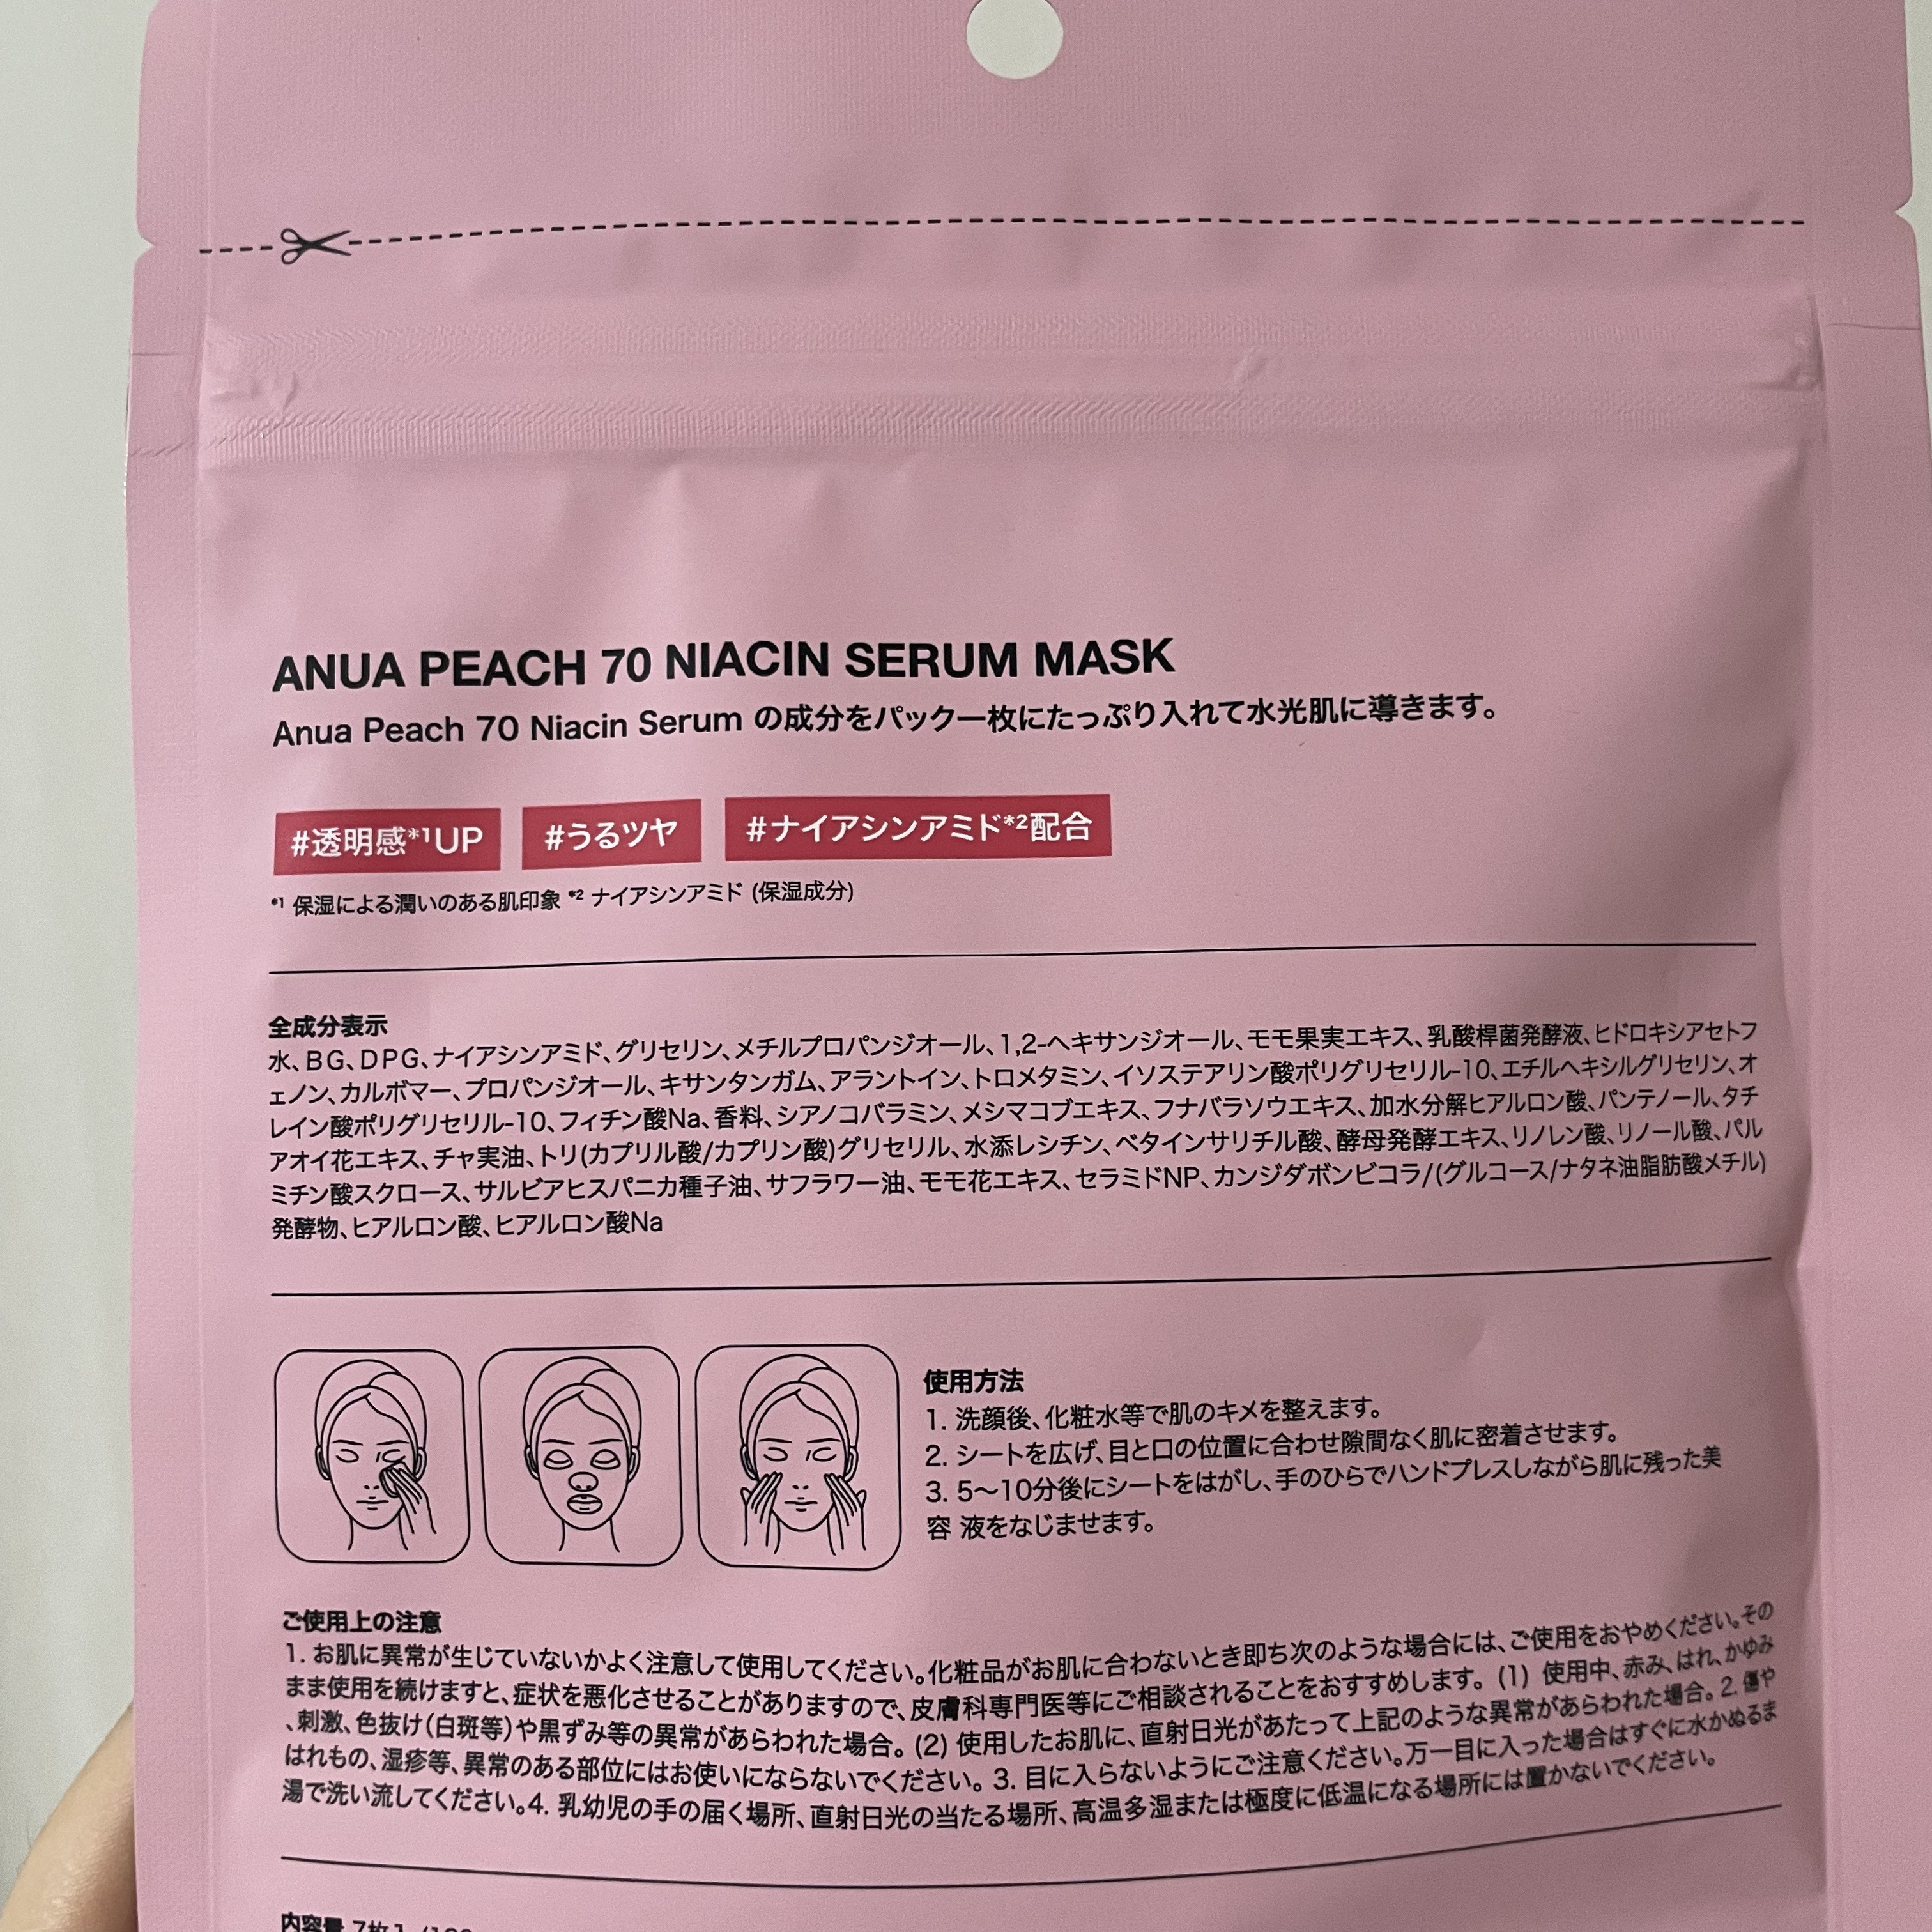 ANUA PEACH 70 NIACIN SERUM MASK
Anua Peach 70 Niacin Serum の成分をパック一枚にたっぷり入れて水光肌に導きます。
#透明感*1UP #うるツヤ #ナイアシンアミド*2配合
*1 保湿による潤いのある肌印象 *2 ナイアシンアミド (保湿成分)
全成分表示
水、BG、DPG、ナイアシンアミド、グリセリン、メチルプロパンジオール、1,2-ヘキサンジオール、モモ果実エキス、乳酸桿菌発酵液、ヒドロキシアセトフ
ェノン、カルボマー、プロパンジオール、キサンタンガム、アラントイン、トロメタミン、イソステアリン酸ポリグリセリル-10、エチルヘキシルグリセリン、オ
レイン酸ポリグリセリル-10、フィチン酸Na、香料、シアノコバラミン、メシマコブエキス、フナバラソウエキス、加水分解ヒアルロン酸、パンテノール、タチ
アオイ花エキス、チャ実油、トリ(カプリル酸/カプリン酸)グリセリル、水添レシチン、ベタインサリチル酸、酵母発酵エキス、リノレン酸、リノール酸、パル
ミチン酸スクロース、サルビアヒスパニカ種子油、サフラワー油、モモ花エキス、セラミドNP、カンジダボンビコラ/(グルコース/ナタネ油脂肪酸メチル)
発酵物、ヒアルロン酸、ヒアルロン酸Na
使用方法
1. 洗顔後、化粧水等で肌のキメを整えます。
2. シートを広げ、目と口の位置に合わせ隙間なく肌に密着させます。
3. 5〜10分後にシートをはがし、手のひらでハンドプレスしながら肌に残った美
容 液をなじませます。
ご使用上の注意
1. お肌に異常が生じていないかよく注意して使用してください。化粧品がお肌に合わないとき即ち次のような場合には、ご使用をおやめください。その
まま使用を続けますと、症状を悪化させることがありますので、皮膚科専門医等にご相談されることをおすすめします。(1) 使用中、赤み、はれ、かゆみ
、刺激、色抜け(白斑等)や黒ずみ等の異常があらわれた場合。(2) 使用したお肌に、直射日光があたって上記のような異常があらわれた場合。2. 傷や
はれもの、湿疹等、異常のある部位にはお使いにならないでください。3. 目に入らないようにご注意ください。万一目に入った場合はすぐに水かぬるま
湯で洗い流してください。4. 乳幼児の手の届く場所、直射日光の当たる場所、高温多湿または極度に低温になる場所には置かないでください。
内容量 7枚入